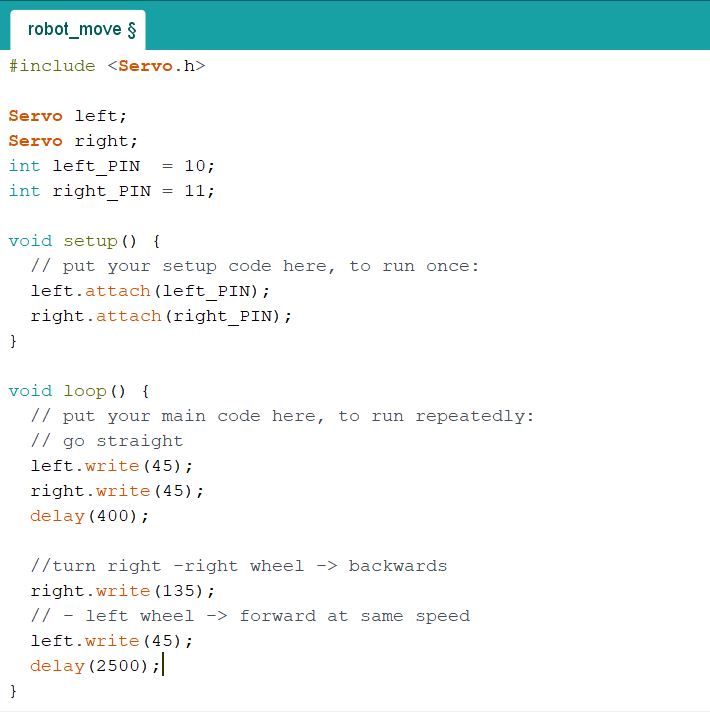 robot_move §
#include <Servo.h>
Servo left;
Servo right;
int left_PIN  = 10;
int right_PIN = 11;
void setup() {
  // put your setup code here, to run once:
  left.attach(left_PIN);
  right.attach(right_PIN);
}
void loop() {
  // put your main code here, to run repeatedly:
  // go straight
  left.write(45);
  right.write(45);
  delay(400);
  //turn right -right wheel -> backwards
  right.write(135);
  // - left wheel -> forward at same speed
  left.write(45);
  delay(2500);
}